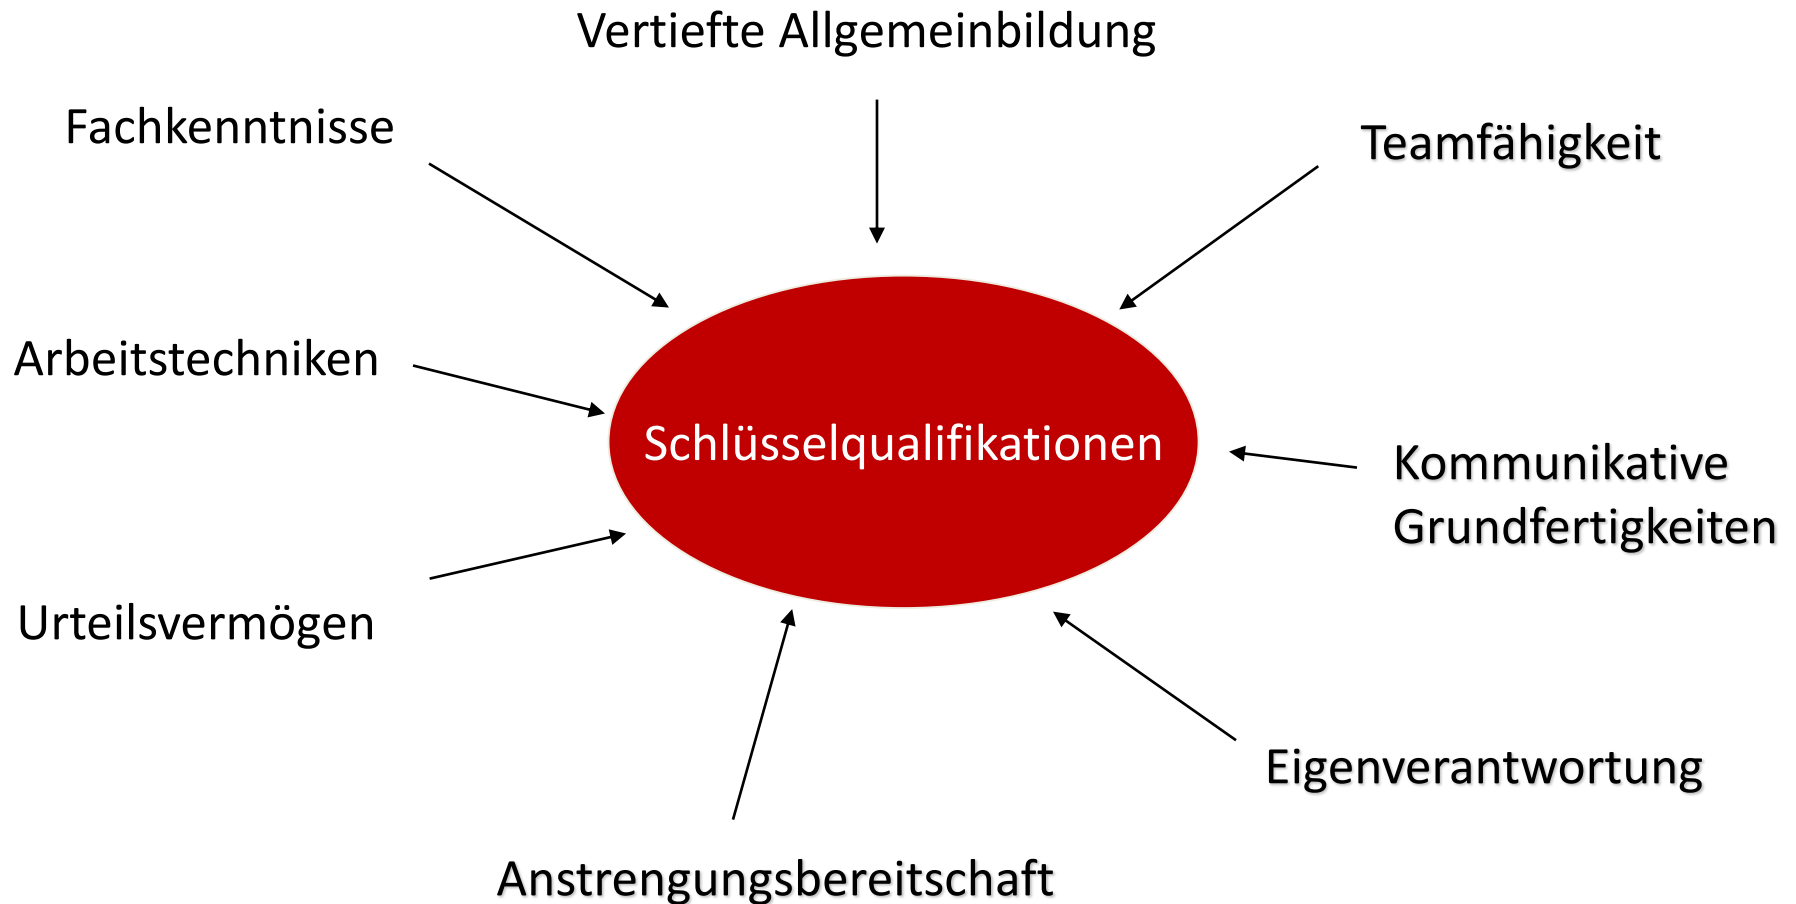 Vertiefte Allgemeinbildung
Fachkenntnisse
Teamfähigkeit
Arbeitstechniken
Schlüsselqualifikationen
Kommunikative
Grundfertigkeiten
Urteilsvermögen
Eigenverantwortung
Anstrengungsbereitschaft